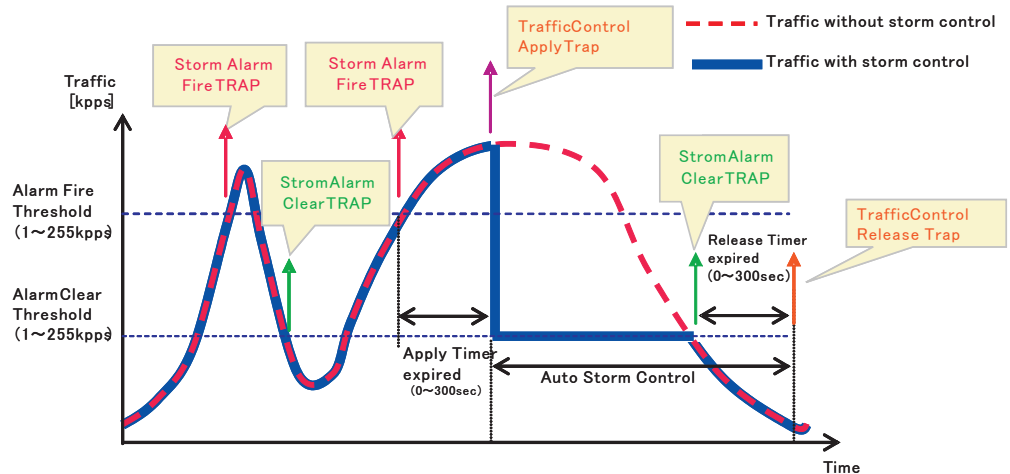 Traffic without storm control
Traffic with storm control
TrafficControl
ApplyTrap
Storm Alarm
FireTRAP
Storm Alarm
FireTRAP
Traffic
[kpps]
StromAlarm
ClearTRAP
StromAlarm
ClearTRAP
Alarm Fire
Threshold
(1～255kpps)
TrafficControl
Release Trap
Release Timer
expired
(0～300sec)
AlarmClear
Threshold
(1～255kpps)
Apply Timer
expired
(0～300sec)
Auto Storm Control
Time